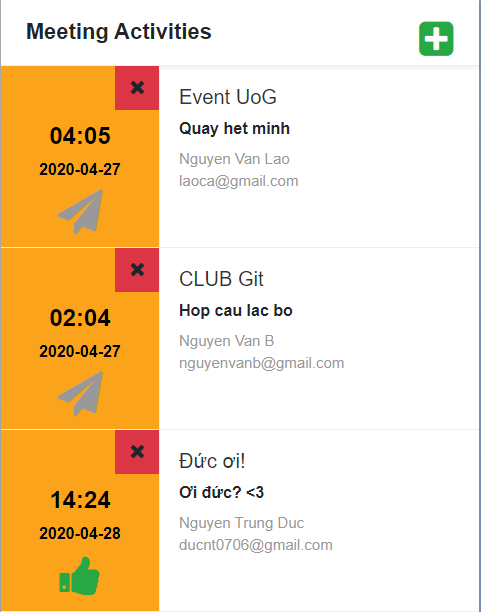 Meeting Activities
04:05
2020-04-27
Event UoG
Quay het minh
Nguyen Van Lao
laoca@gmail.com
02:04
2020-04-27
CLUB Git
Hop cau lac bo
Nguyen Van B
nguyenvanb@gmail.com
14:24
2020-04-28
Đức ơi!
Ơi đức? <3
Nguyen Trung Duc
ducnt0706@gmail.com